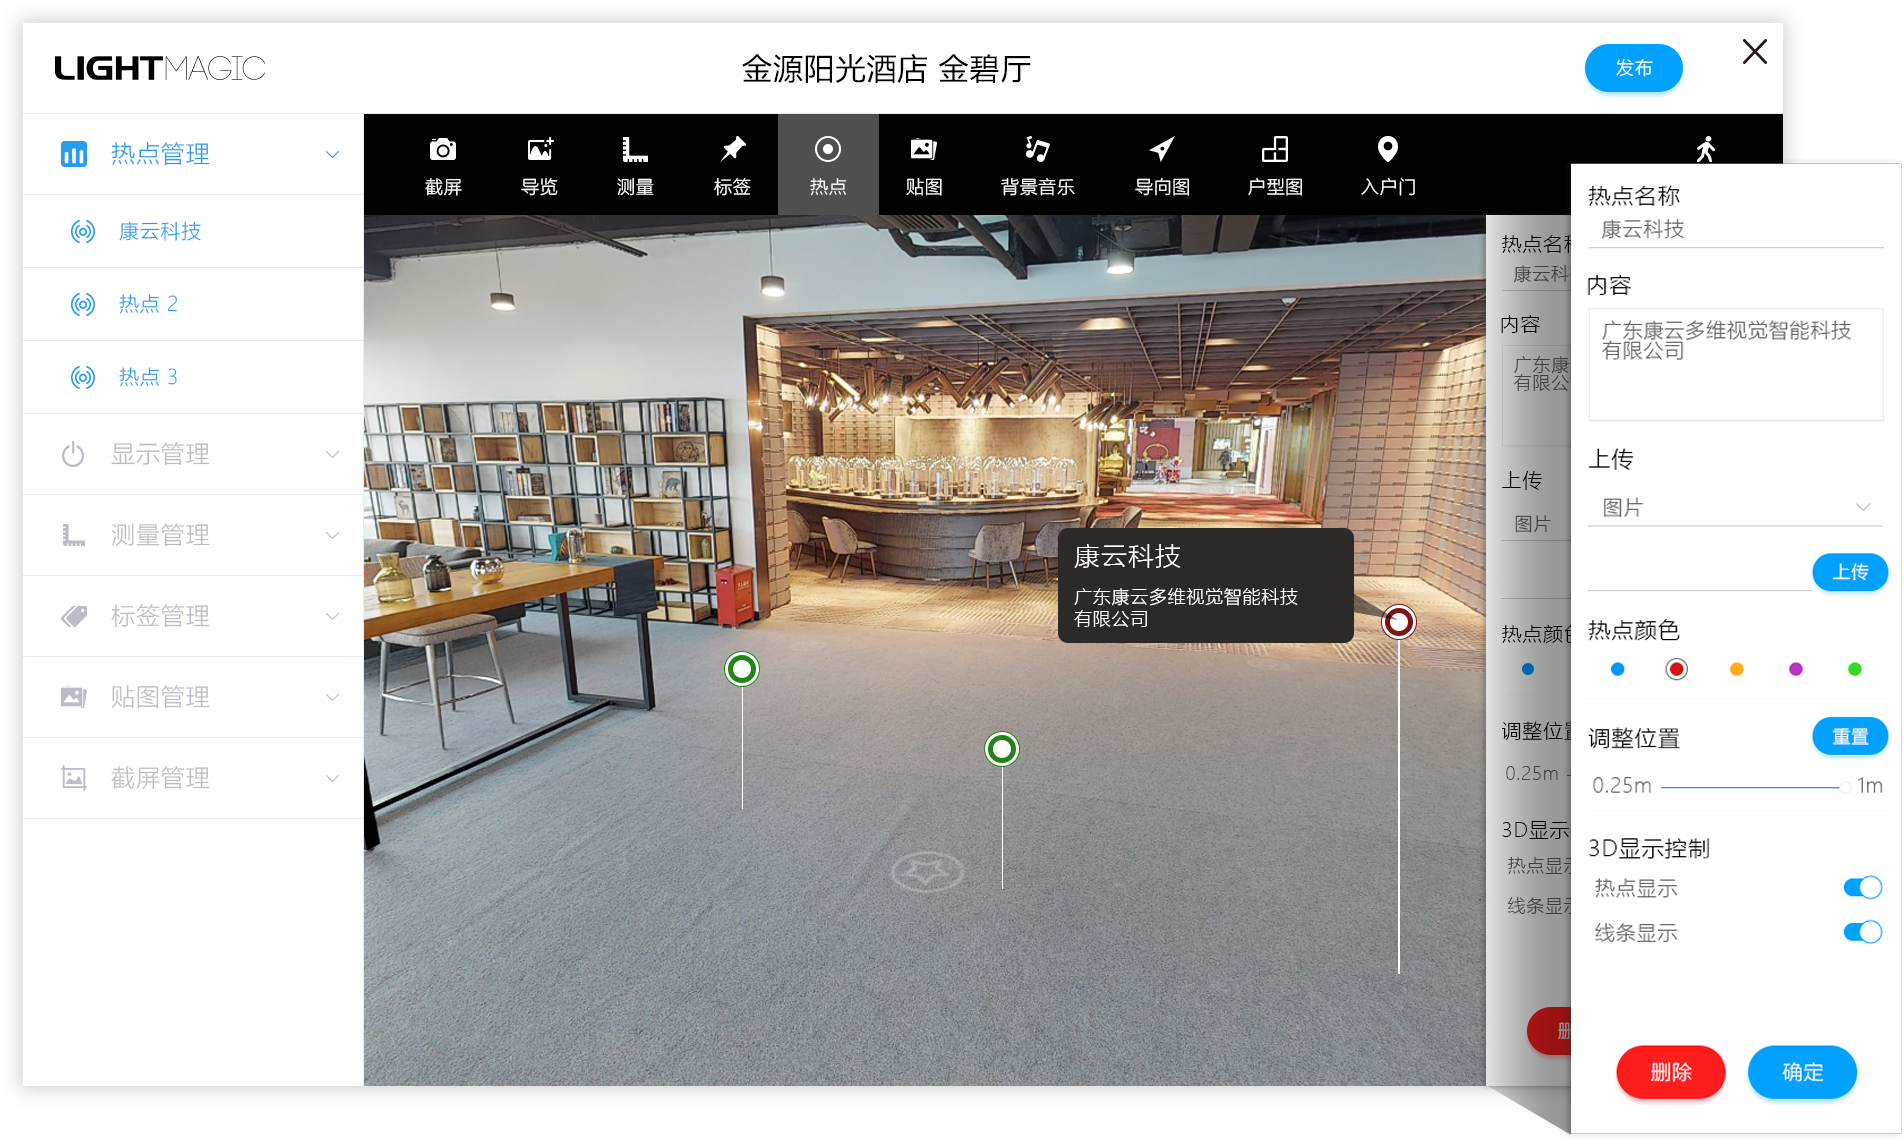 LIGHTMAGIC
金源阳光酒店 金碧厅
发布
热点管理
康云科技
热点 2
热点 3
显示管理
测量管理
标签管理
贴图管理
截屏管理
截屏
导览
测量
标签
热点
贴图
背景音乐
导向图
户型图
入户门
康云科技
广东康云多维视觉智能科技
有限公司
热点名
康云科
内容
广东康
有限公
上传
图片
热点颜
调整位
0.25m
3D显示
热点显
线条显
热点名称
康云科技
内容
广东康云多维视觉智能科技
有限公司
上传
图片
上传
热点颜色
调整位置
重置
0.25m
1m
3D显示控制
热点显示
线条显示
删除
确定